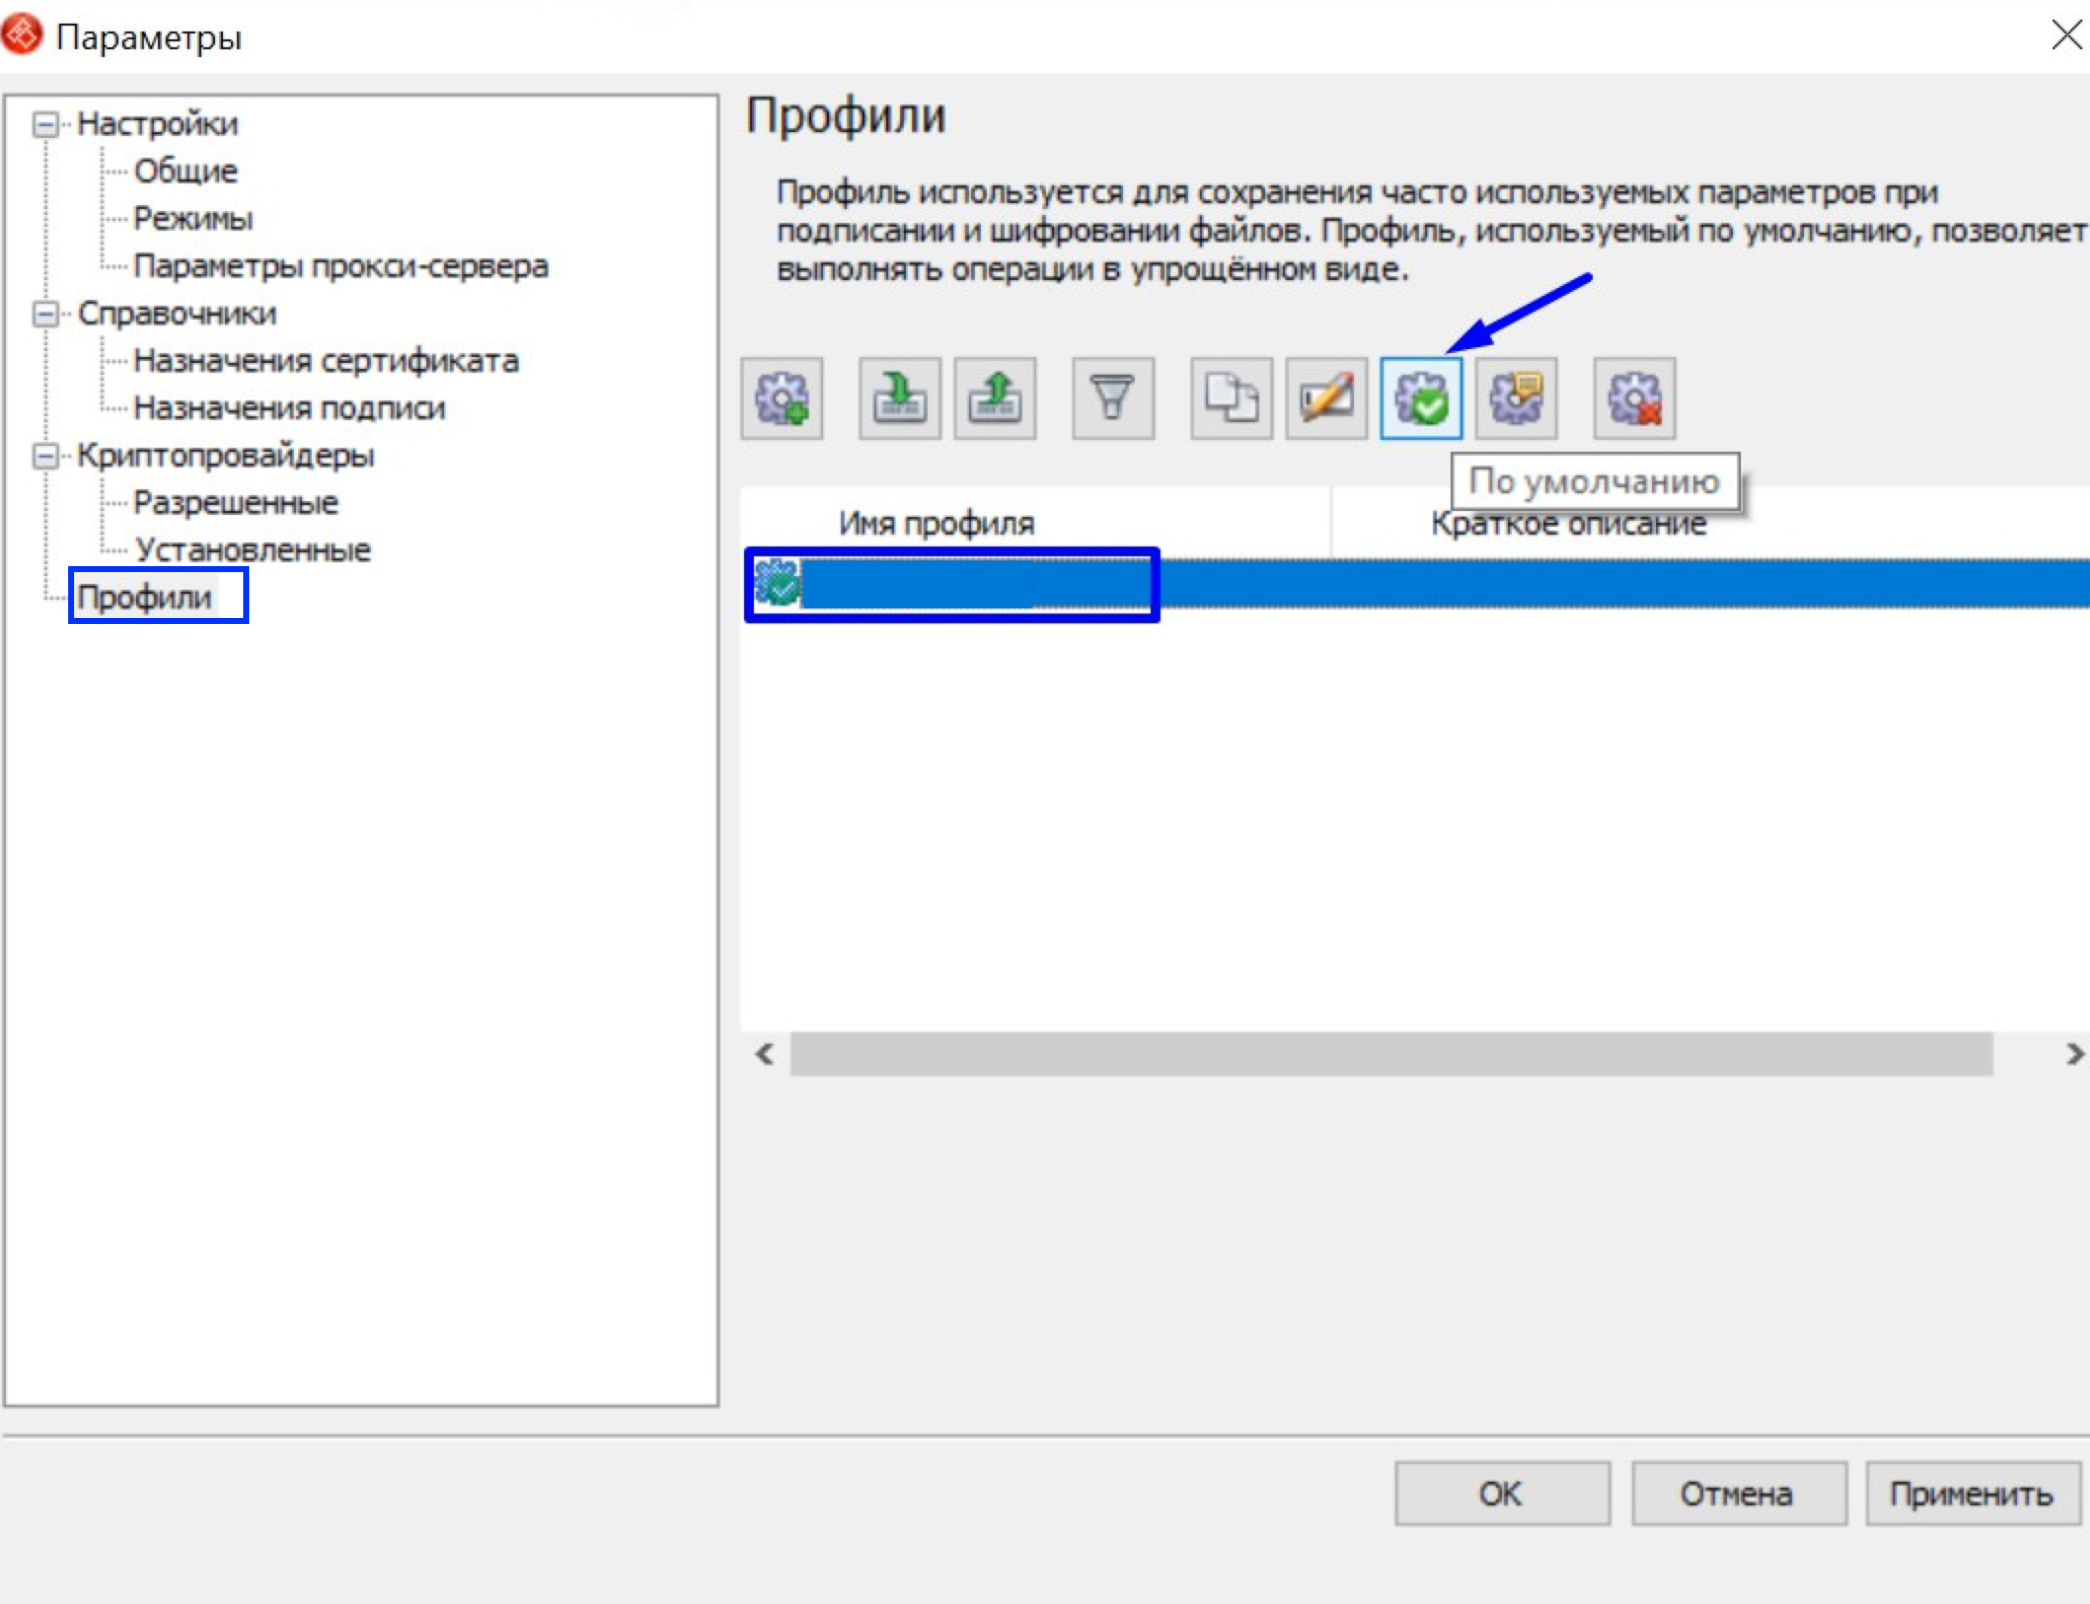 Параметры
Настройки
Общие
Режимы
Параметры прокси-сервера
Справочники
Назначения сертификата
Назначения подписи
Криптопровайдеры
Разрешенные
Установленные
Профили
Профили
Профиль используется для сохранения часто используемых параметров при
подписании и шифровании файлов. Профиль, используемый по умолчанию, позволяет
выполнять операции в упрощённом виде.
По умолчанию
Имя профиля
Краткое описание
ОК
Отмена
Применить